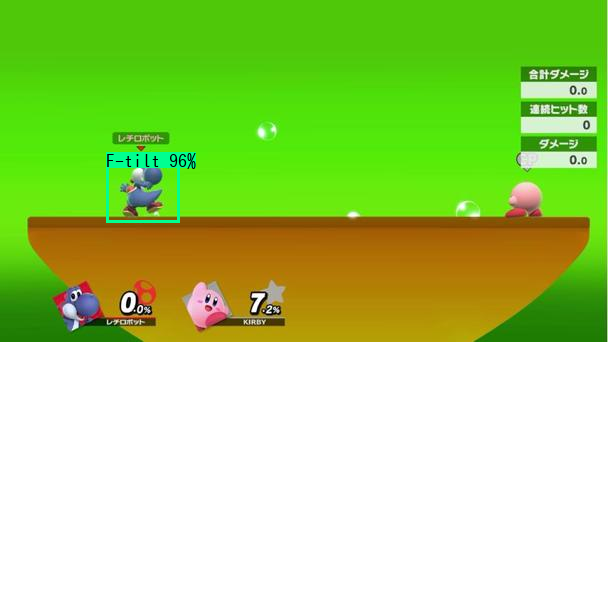 合計ダメージ
0.0
連続ヒット数
0
ダメージ
0.0
レチロボット
F-tilt 96%
CP
0.0%
レチロボット
7.2%
KIRBY